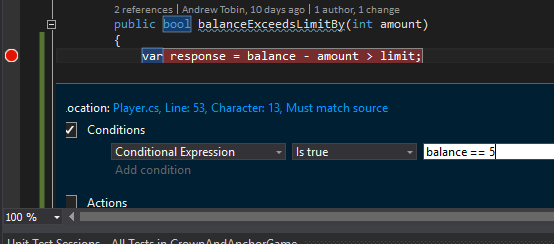 2 references | Andrew Tobin, 10 days ago | 1 author, 1 change
public bool balanceExceedsLimitBy(int amount)
{
var response = balance - amount > limit;
ocation: Player.cs, Line: 53, Character: 13, Must match source
Conditions
Conditional Expression Is true balance == 5
Add condition
Actions
100 %
Unit Test Sessions - All Tests in CrownAndAnchorGame